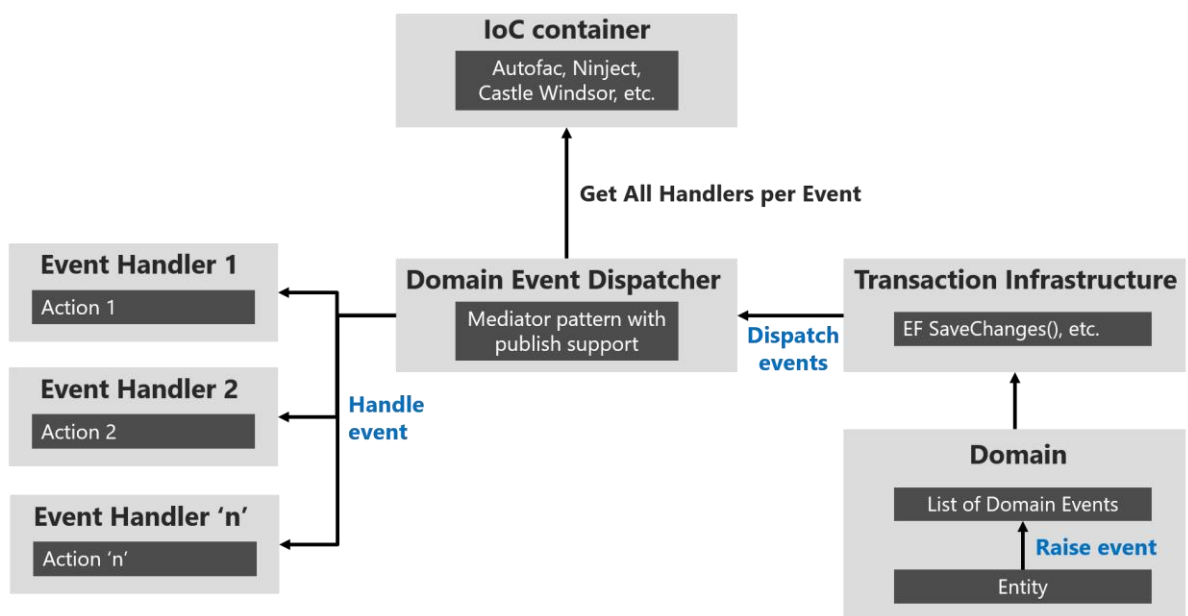 IoC container
Autofac, Ninject,
Castle Windsor, etc.
Get All Handlers per Event
Event Handler 1
Action 1
Event Handler 2
Action 2
Event Handler ‘n’
Action ‘n’
Handle
event
Domain Event Dispatcher
Mediator pattern with
publish support
Dispatch
events
Transaction Infrastructure
EF SaveChanges(), etc.
Domain
List of Domain Events
Raise event
Entity